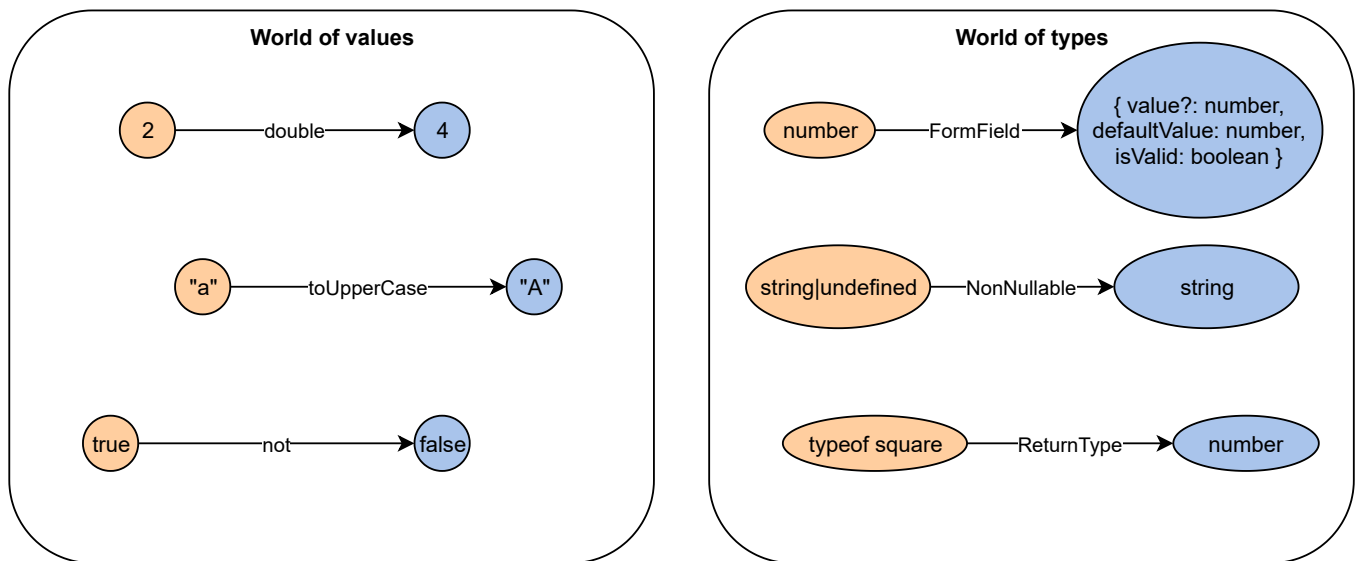 World of values
2
double
4
"a"
toUpperCase
"A"
true
not
false
World of types
number
FormField
{ value?: number,
defaultValue: number,
isValid: boolean }
string|undefined
NonNullable
string
typeof square
ReturnType
number